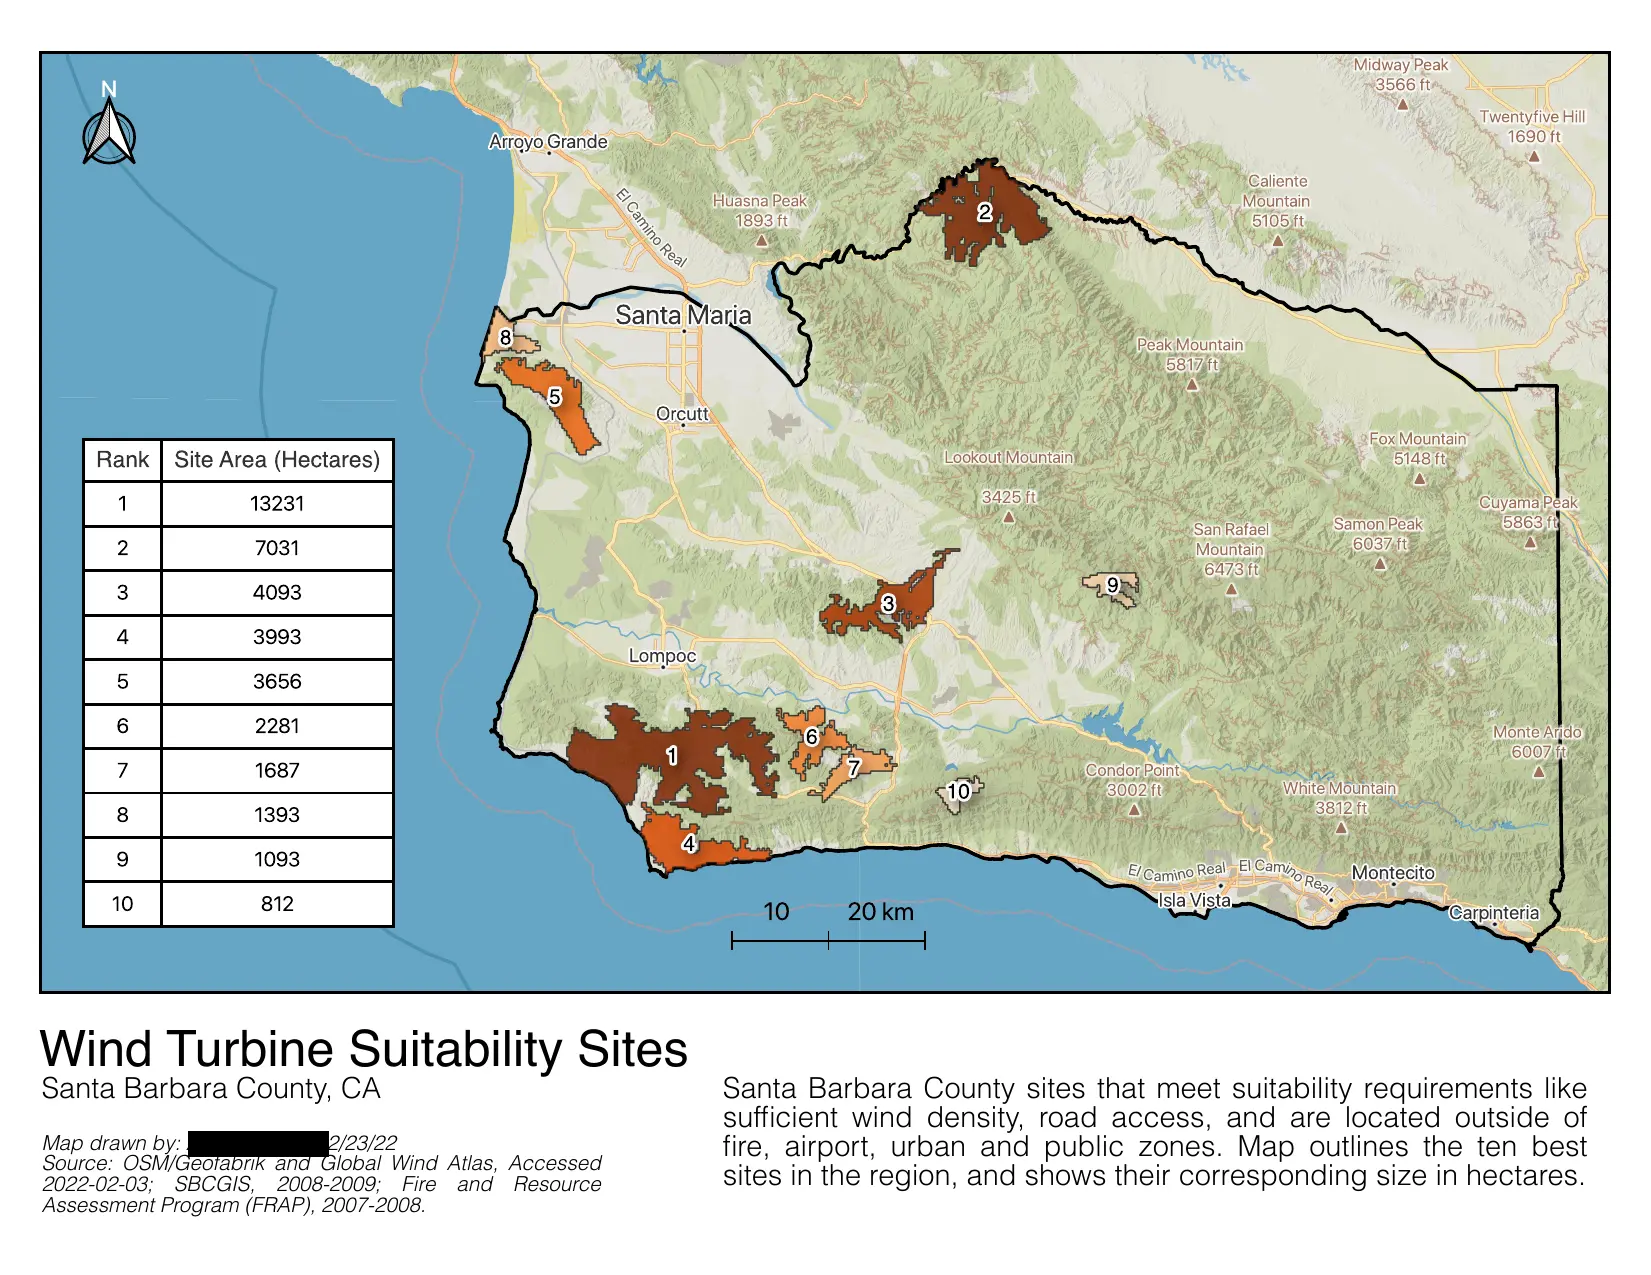 N
Midway Peak
3566 ft
Twentyfive Hill
1690 ft
Arroyo Grande
Caliente
Mountain
5105 ft
Huasna Peak
1893 ft
El Camino Real
2
Santa Maria
8
Peak Mountain
5817 ft
5
Orcutt
Fox Mountain
5148 ft
Lookout Mountain
3425 ft
Cuyama Peak
5863 ft
San Rafael
Mountain
6473 ft
Samon Peak
6037 ft
9
3
Lompoc
6
1
7
Monte Arido
6007 ft
Condor Point
3002 ft
White Mountain
3812 ft
10
4
El Camino Real
El Camino Real
Montecito
Isla Vista
Carpinteria
10 20 km
Rank Site Area (Hectares)
1 13231
2 7031
3 4093
4 3993
5 3656
6 2281
7 1687
8 1393
9 1093
10 812
Wind Turbine Suitability Sites
Santa Barbara County, CA
Map drawn by: 2/23/22
Source: OSM/Geofabrik and Global Wind Atlas, Accessed
2022-02-03; SBCGIS, 2008-2009; Fire and Resource
Assessment Program (FRAP), 2007-2008.
Santa Barbara County sites that meet suitability requirements like
sufficient wind density, road access, and are located outside of
fire, airport, urban and public zones. Map outlines the ten best
sites in the region, and shows their corresponding size in hectares.